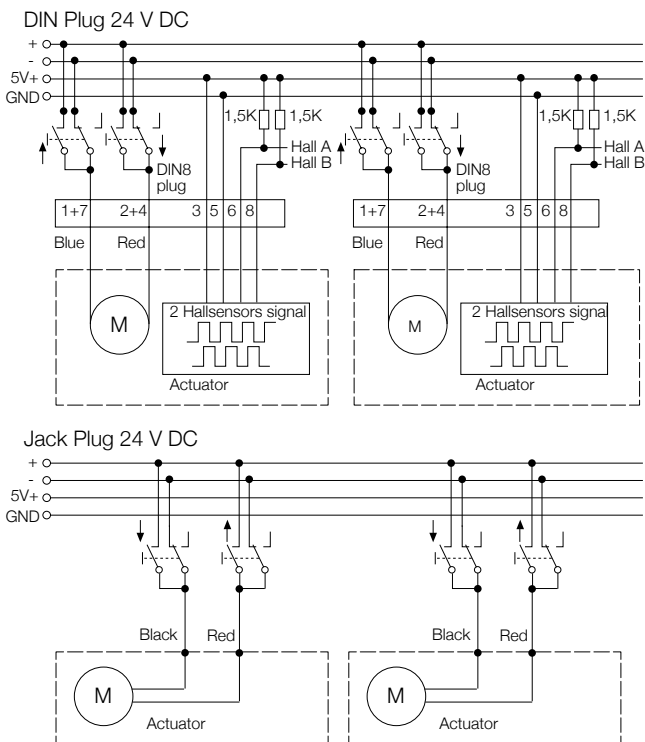 DIN Plug 24 V DC
+
-
5V+
GND
1,5K 1,5K 1,5K 1,5K
Hall A Hall A
Hall B Hall B
DIN8 plug DIN8 plug
1+7 2+4 3 5 6 8 1+7 2+4 3 5 6 8
Blue Red Blue Red
M 2 Hallsensors signal M 2 Hallsensors signal
Actuator Actuator
Jack Plug 24 V DC
+
-
5V+
GND
Black Red Black Red
M M
Actuator Actuator